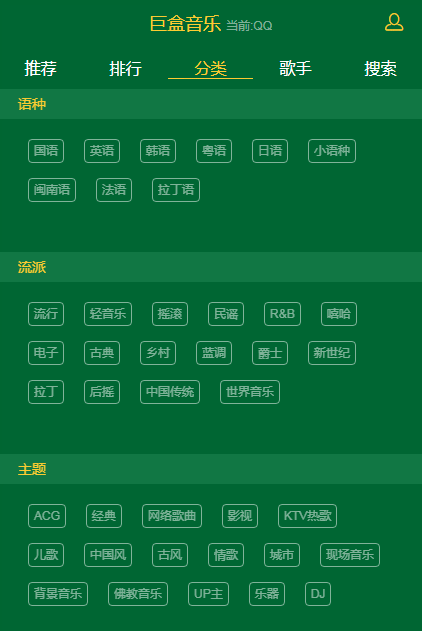 巨盒音乐 当前:QQ
推荐 排行 分类 歌手 搜索
语种
国语 英语 韩语 粤语 日语 小语种
闽南语 法语 拉丁语
流派
流行 轻音乐 摇滚 民谣 R&B 嘻哈
电子 古典 乡村 蓝调 爵士 新世纪
拉丁 后摇 中国传统 世界音乐
主题
ACG 经典 网络歌曲 影视 KTV热歌
儿歌 中国风 古风 情歌 城市 现场音乐
背景音乐 佛教音乐 UP主 乐器 DJ